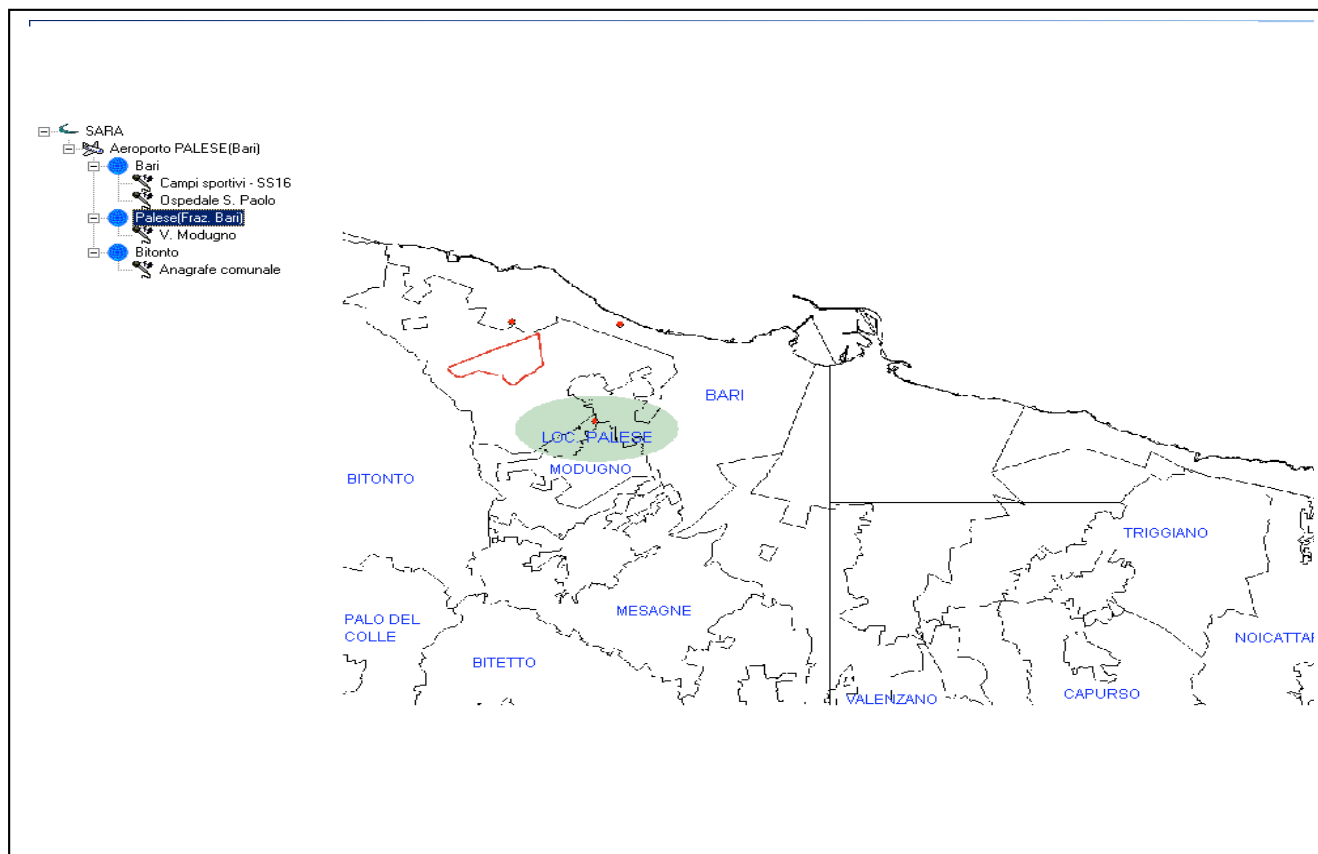 SARA
Aeroporto PALESE(Bari)
Bari
Campi sportivi - SS16
Ospedale S. Paolo
Palese(Fraz. Bari)
V. Modugno
Bitonto
Anagrafe comunale
BARI
LOC. PALESE
MODUGNO
BITONTO
TRIGGIANO
MESAGNE
PALO DEL
COLLE
NOICATTAR
BITETTO
VALENZANO
CAPURSO